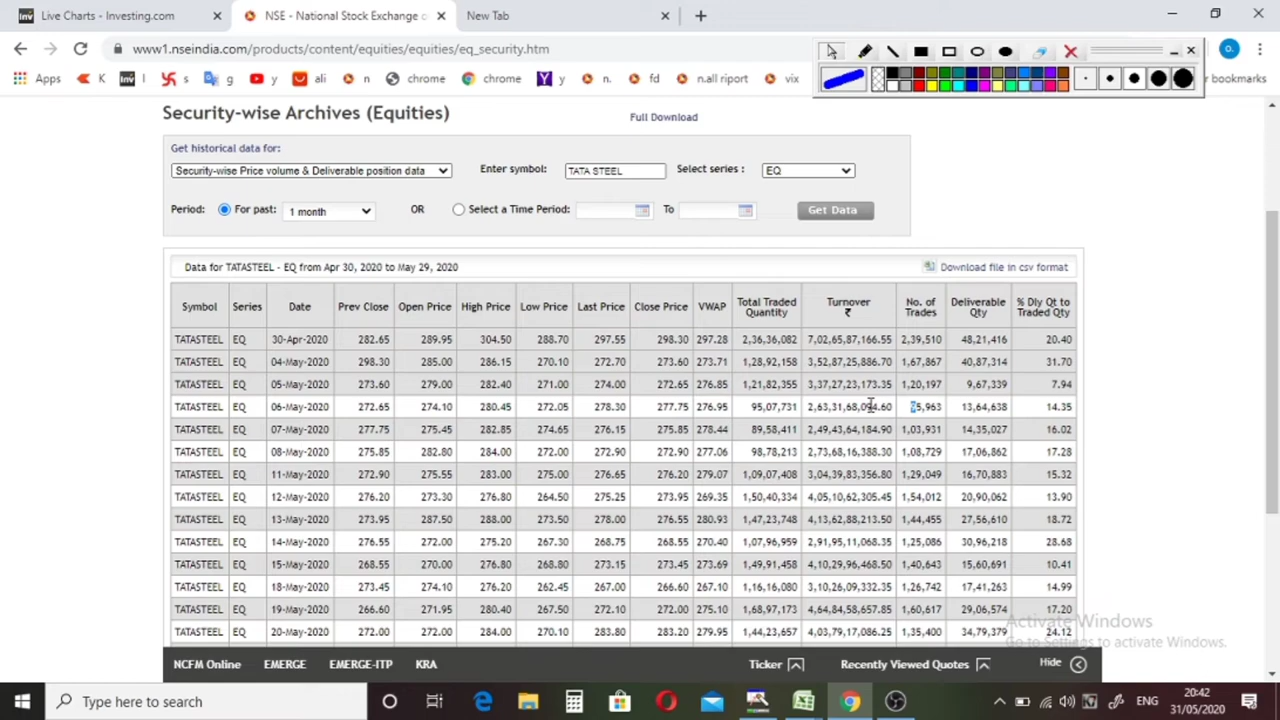 Live Charts - Investing.com
NSE - National Stock Exchange o
New Tab
www1.nseindia.com/products/content/equities/equities/eq_security.htm
o.
Apps K I s g y ali n chrome chrome y n. fd n.all riport vix r bookmarks
Security-wise Archives (Equities)
Full Download
Get historical data for:
Security-wise Price volume & Deliverable position data Enter symbol: TATA STEEL Select series : EQ
Period: For past: 1 month OR Select a Time Period: To Get Data
Data for TATASTEEL - EQ from Apr 30, 2020 to May 29, 2020 Download file in csv format
Symbol Series Date Prev Close Open Price High Price Low Price Last Price Close Price VWAP Total Traded Quantity Turnover ₹ No. of Trades Deliverable Qty % Dly Qt to Traded Qty
TATASTEEL EQ 30-Apr-2020 282.65 289.95 304.50 288.70 297.55 298.30 297.28 2,36,36,082 7,02,65,87,166.55 2,39,510 48,21,416 20.40
TATASTEEL EQ 04-May-2020 298.30 285.00 286.15 270.10 272.70 273.60 273.71 1,28,92,158 3,52,87,25,886.70 1,67,867 40,87,314 31.70
TATASTEEL EQ 05-May-2020 273.60 279.00 282.40 271.00 274.00 272.65 276.85 1,21,82,355 3,37,27,23,173.35 1,20,197 9,67,339 7.94
TATASTEEL EQ 06-May-2020 272.65 274.10 280.45 272.05 278.30 277.75 276.95 95,07,731 13,64,638 14.35
TATASTEEL EQ 07-May-2020 277.75 275.45 282.85 274.65 276.15 275.85 278.44 89,58,411 2,49,43,64,184.90 1,03,931 14,35,027 16.02
TATASTEEL EQ 08-May-2020 275.85 282.80 284.00 272.00 272.90 272.90 277.06 98,78,213 2,73,68,16,388.30 1,08,729 17,06,862 17.28
TATASTEEL EQ 11-May-2020 272.90 275.55 283.00 275.00 276.65 276.20 279.07 1,09,07,408 3,04,39,83,356.80 1,29,049 16,70,883 15.32
TATASTEEL EQ 12-May-2020 276.20 273.30 276.80 264.50 275.25 273.95 269.35 1,50,40,334 4,05,10,62,305.45 1,54,012 20,90,062 13.90
TATASTEEL EQ 13-May-2020 273.95 287.50 288.00 273.50 278.00 276.55 280.93 1,47,23,748 4,13,62,88,213.50 1,44,455 27,56,610 18.72
TATASTEEL EQ 14-May-2020 276.55 272.00 275.20 267.30 268.75 268.55 270.40 1,07,96,959 2,91,95,11,068.35 1,25,086 30,96,218 28.68
TATASTEEL EQ 15-May-2020 268.55 270.00 276.80 268.80 273.15 273.45 273.69 1,49,91,458 4,10,29,96,468.50 1,40,643 15,60,691 10.41
TATASTEEL EQ 18-May-2020 273.45 274.10 276.20 262.45 267.00 266.60 267.10 1,16,16,080 3,10,26,09,332.35 1,26,742 17,41,263 14.99
TATASTEEL EQ 19-May-2020 266.60 271.95 280.40 267.50 272.10 272.00 275.10 1,68,97,173 4,64,84,58,657.85 1,60,617 29,06,574 17.20
TATASTEEL EQ 20-May-2020 272.00 272.00 284.00 270.10 283.80 283.20 279.95 1,44,23,657 4,03,79,17,086.25 1,35,400 34,79,379 24.12
Activate Windows
Go to Settings to activate Windows.
NCFM Online EMERGE EMERGE-ITP KRA Ticker Recently Viewed Quotes Hide
Type here to search
ENG
20:42
31/05/2020